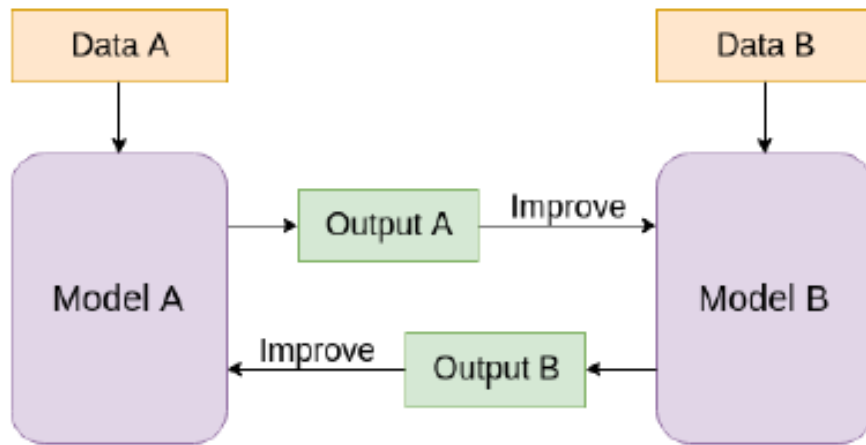 Data A
Data B
Output A
Improve
Model A
Model B
Improve
Output B